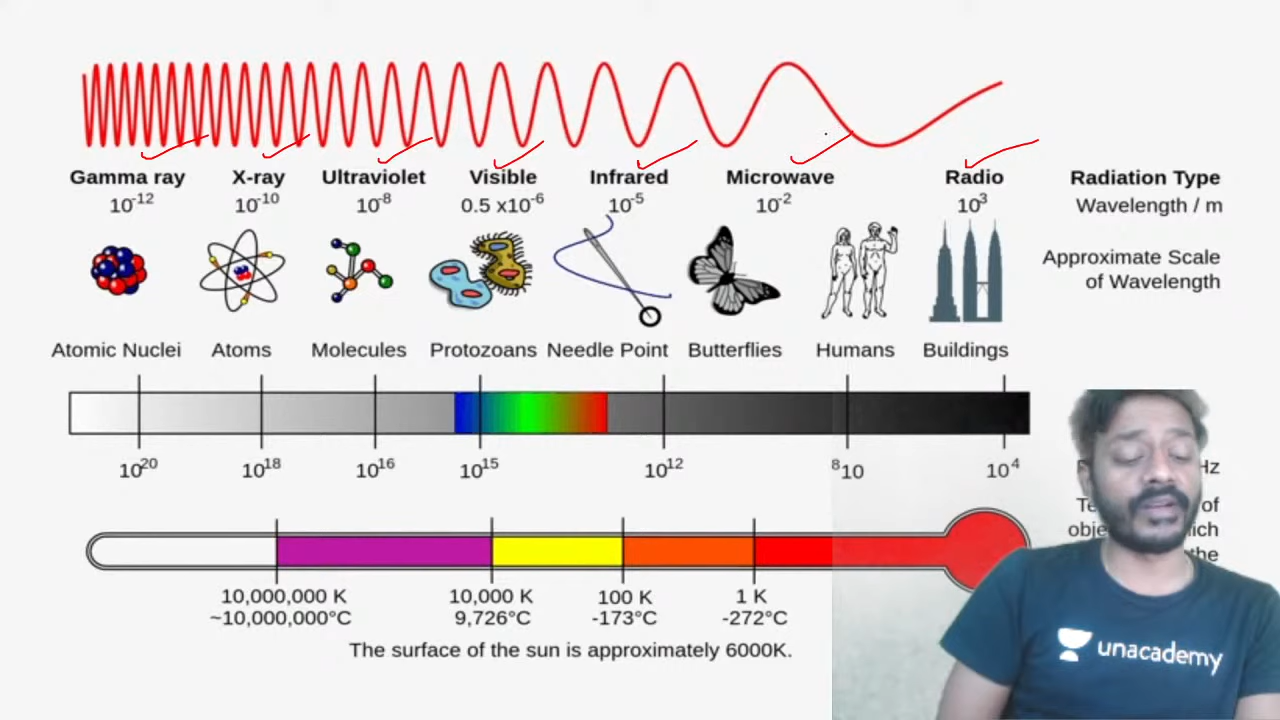 Gamma ray X-ray Ultraviolet Visible Infrared Microwave Radio Radiation Type
10-12 10-10 10-8 0.5 x10-6 10-5 10-2 103 Wavelength / m
Approximate Scale
of Wavelength
Atomic Nuclei Atoms Molecules Protozoans Needle Point Butterflies Humans Buildings
1020 1018 1016 1015 1012 810 104 Hz
of
10,000,000 K 10,000 K 100 K 1 K
~10,000,000°C 9,726°C -173°C -272°C
The surface of the sun is approximately 6000K.
unacademy